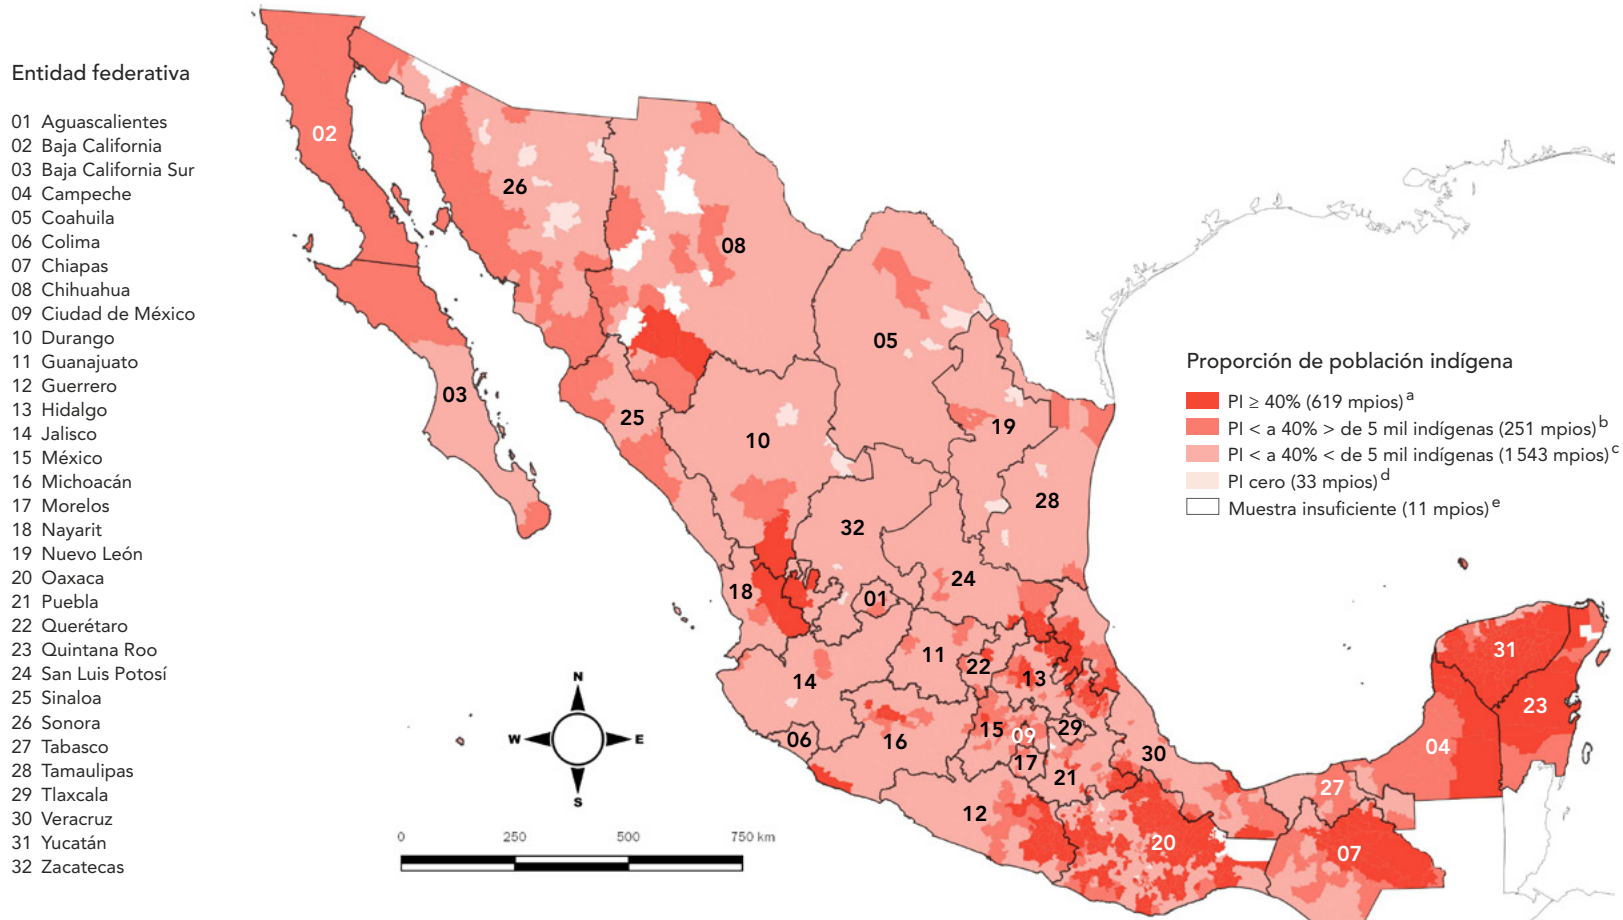 Entidad federativa
01 Aguascalientes
02 Baja California
03 Baja California Sur
04 Campeche
05 Coahuila
06 Colima
07 Chiapas
08 Chihuahua
09 Ciudad de México
10 Durango
11 Guanajuato
12 Guerrero
13 Hidalgo
14 Jalisco
15 México
16 Michoacán
17 Morelos
18 Nayarit
19 Nuevo León
20 Oaxaca
21 Puebla
22 Querétaro
23 Quintana Roo
24 San Luis Potosí
25 Sinaloa
26 Sonora
27 Tabasco
28 Tamaulipas
29 Tlaxcala
30 Veracruz
31 Yucatán
32 Zacatecas
02
26
08
05
03
25
10
19
28
32
18
01
24
11
22
13
14
31
23
06
16
15
09
29
17
21
30
04
27
12
20
07
N
W
E
S
0 250 500 750 km
Proporción de población indígena
PI ≥ 40% (619 mpios) a
PI < a 40% > de 5 mil indígenas (251 mpios) b
PI < a 40% < de 5 mil indígenas (1 543 mpios) c
PI cero (33 mpios) d
Muestra insuficiente (11 mpios) e